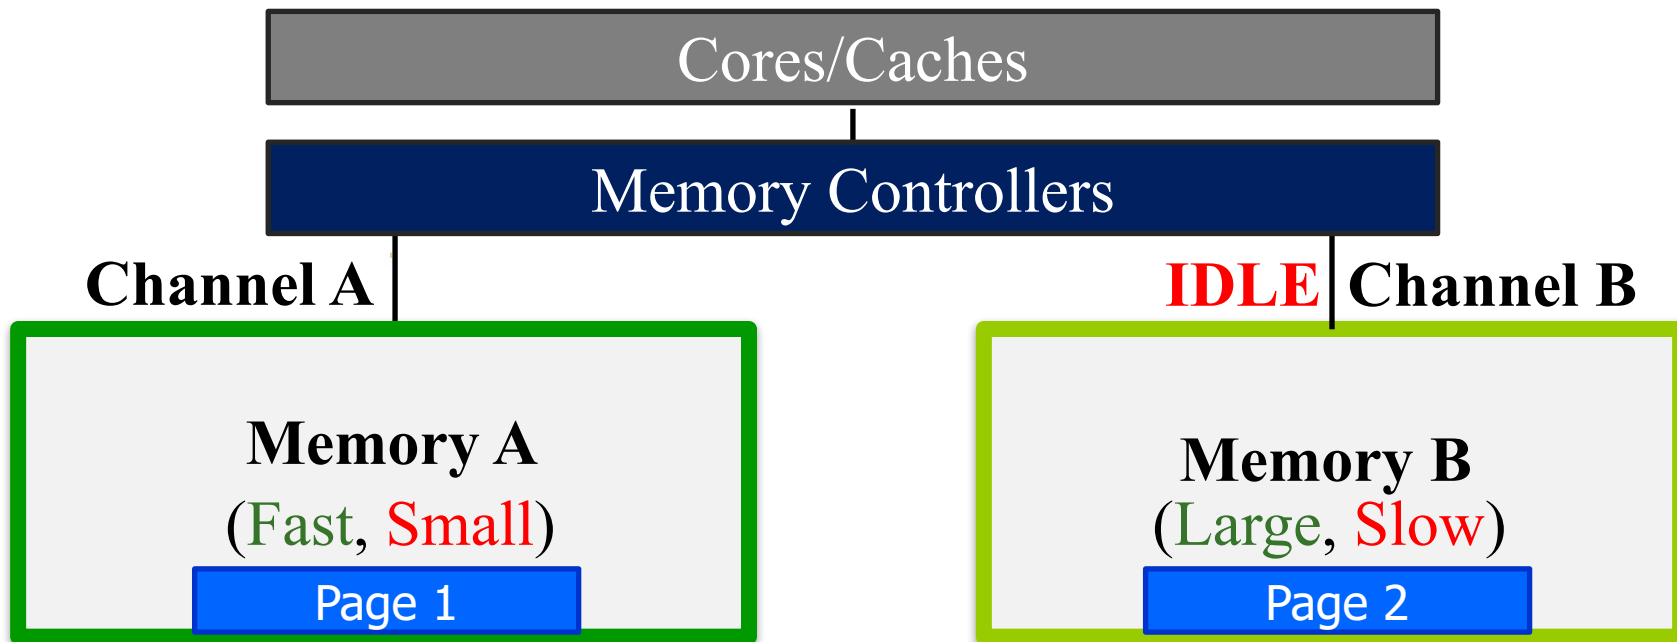 Cores/Caches
Memory Controllers
Channel A
IDLE Channel B
Memory A
(Fast, Small)
Page 1
Memory B
(Large, Slow)
Page 2